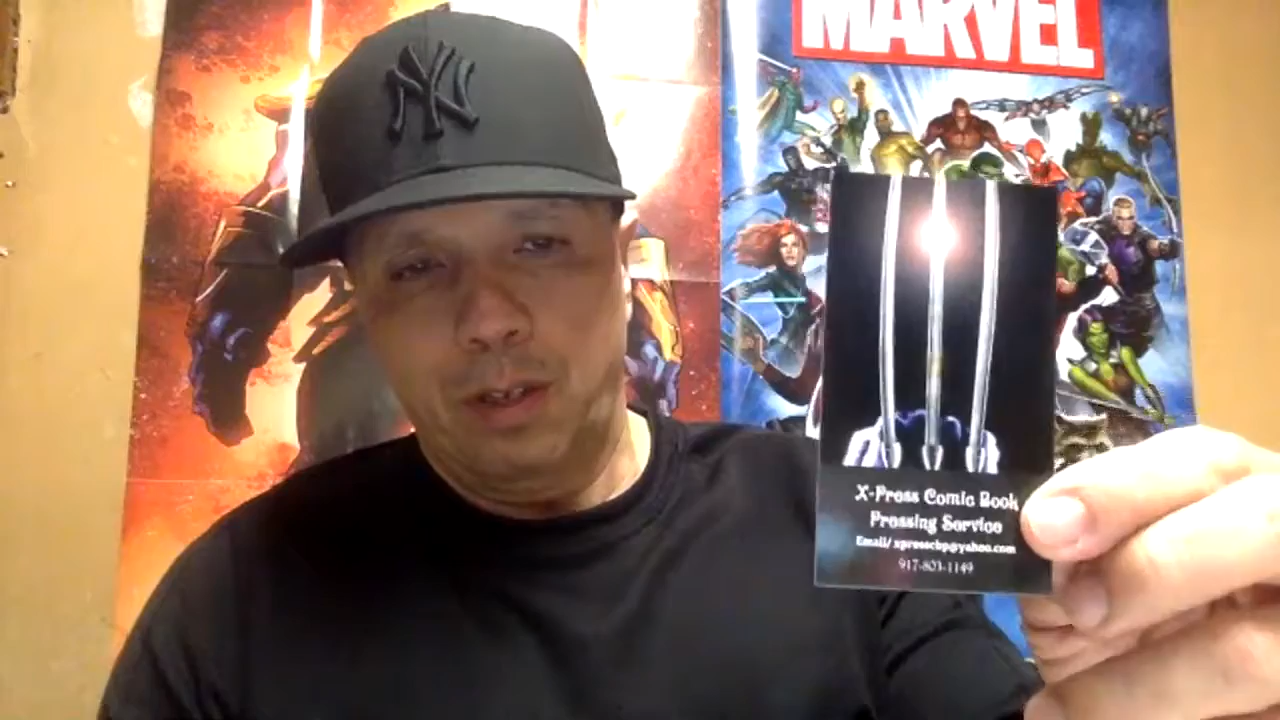 NY
MARVEL
X-Press Comic Book
Pressing Service
Email/ xpresscbp@yahoo.com
917-803-1149